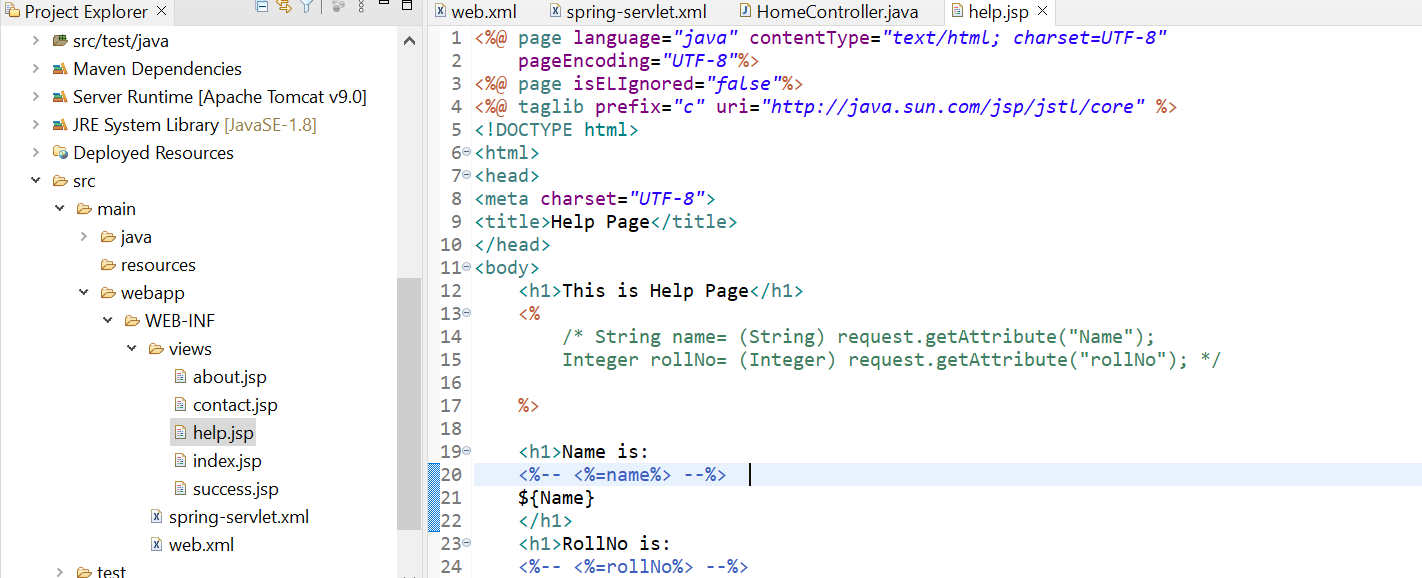 Project Explorer
src/test/java
Maven Dependencies
Server Runtime [Apache Tomcat v9.0]
JRE System Library [JavaSE-1.8]
Deployed Resources
src
main
java
resources
webapp
WEB-INF
views
about.jsp
contact.jsp
help.jsp
index.jsp
success.jsp
spring-servlet.xml
web.xml
test
web.xml spring-servlet.xml HomeController.java help.jsp
1 <%@ page language="java" contentType="text/html; charset=UTF-8"
2 pageEncoding="UTF-8"%>
3 <%@ page isELIgnored="false"%>
4 <%@ taglib prefix="c" uri="http://java.sun.com/jsp/jstl/core" %>
5 <!DOCTYPE html>
6 <html>
7 <head>
8 <meta charset="UTF-8">
9 <title>Help Page</title>
10 </head>
11 <body>
12 <h1>This is Help Page</h1>
13 <%
14 /* String name= (String) request.getAttribute("Name");
15 Integer rollNo= (Integer) request.getAttribute("rollNo"); */
16
17 %>
18
19 <h1>Name is:
20 <%-- <%=name%> --%>
21 ${Name}
22 </h1>
23 <h1>RollNo is:
24 <%-- <%=rollNo%> --%>